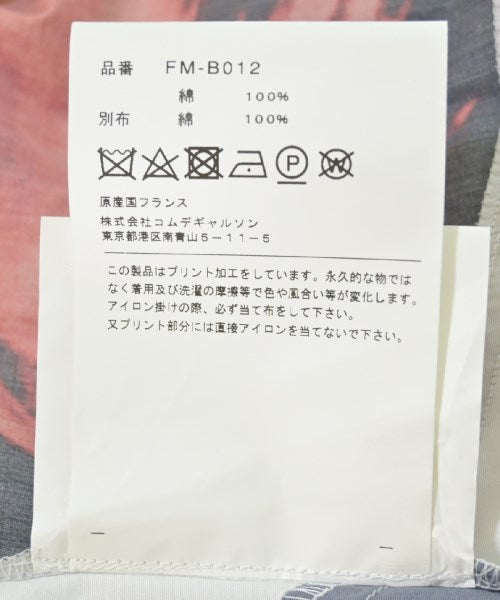 品番 FM-B012
綿 100%
別布 綿 100%
P
W
原産国フランス
株式会社コムデギャルソン
東京都港区南青山5-11-5
この製品はプリント加工をしています。永久的な物では
なく着用及び洗濯の摩擦等で色や風合い等が変化します。
アイロン掛けの際、必ず当て布をして下さい。
又プリント部分には直接アイロンを当てないで下さい。